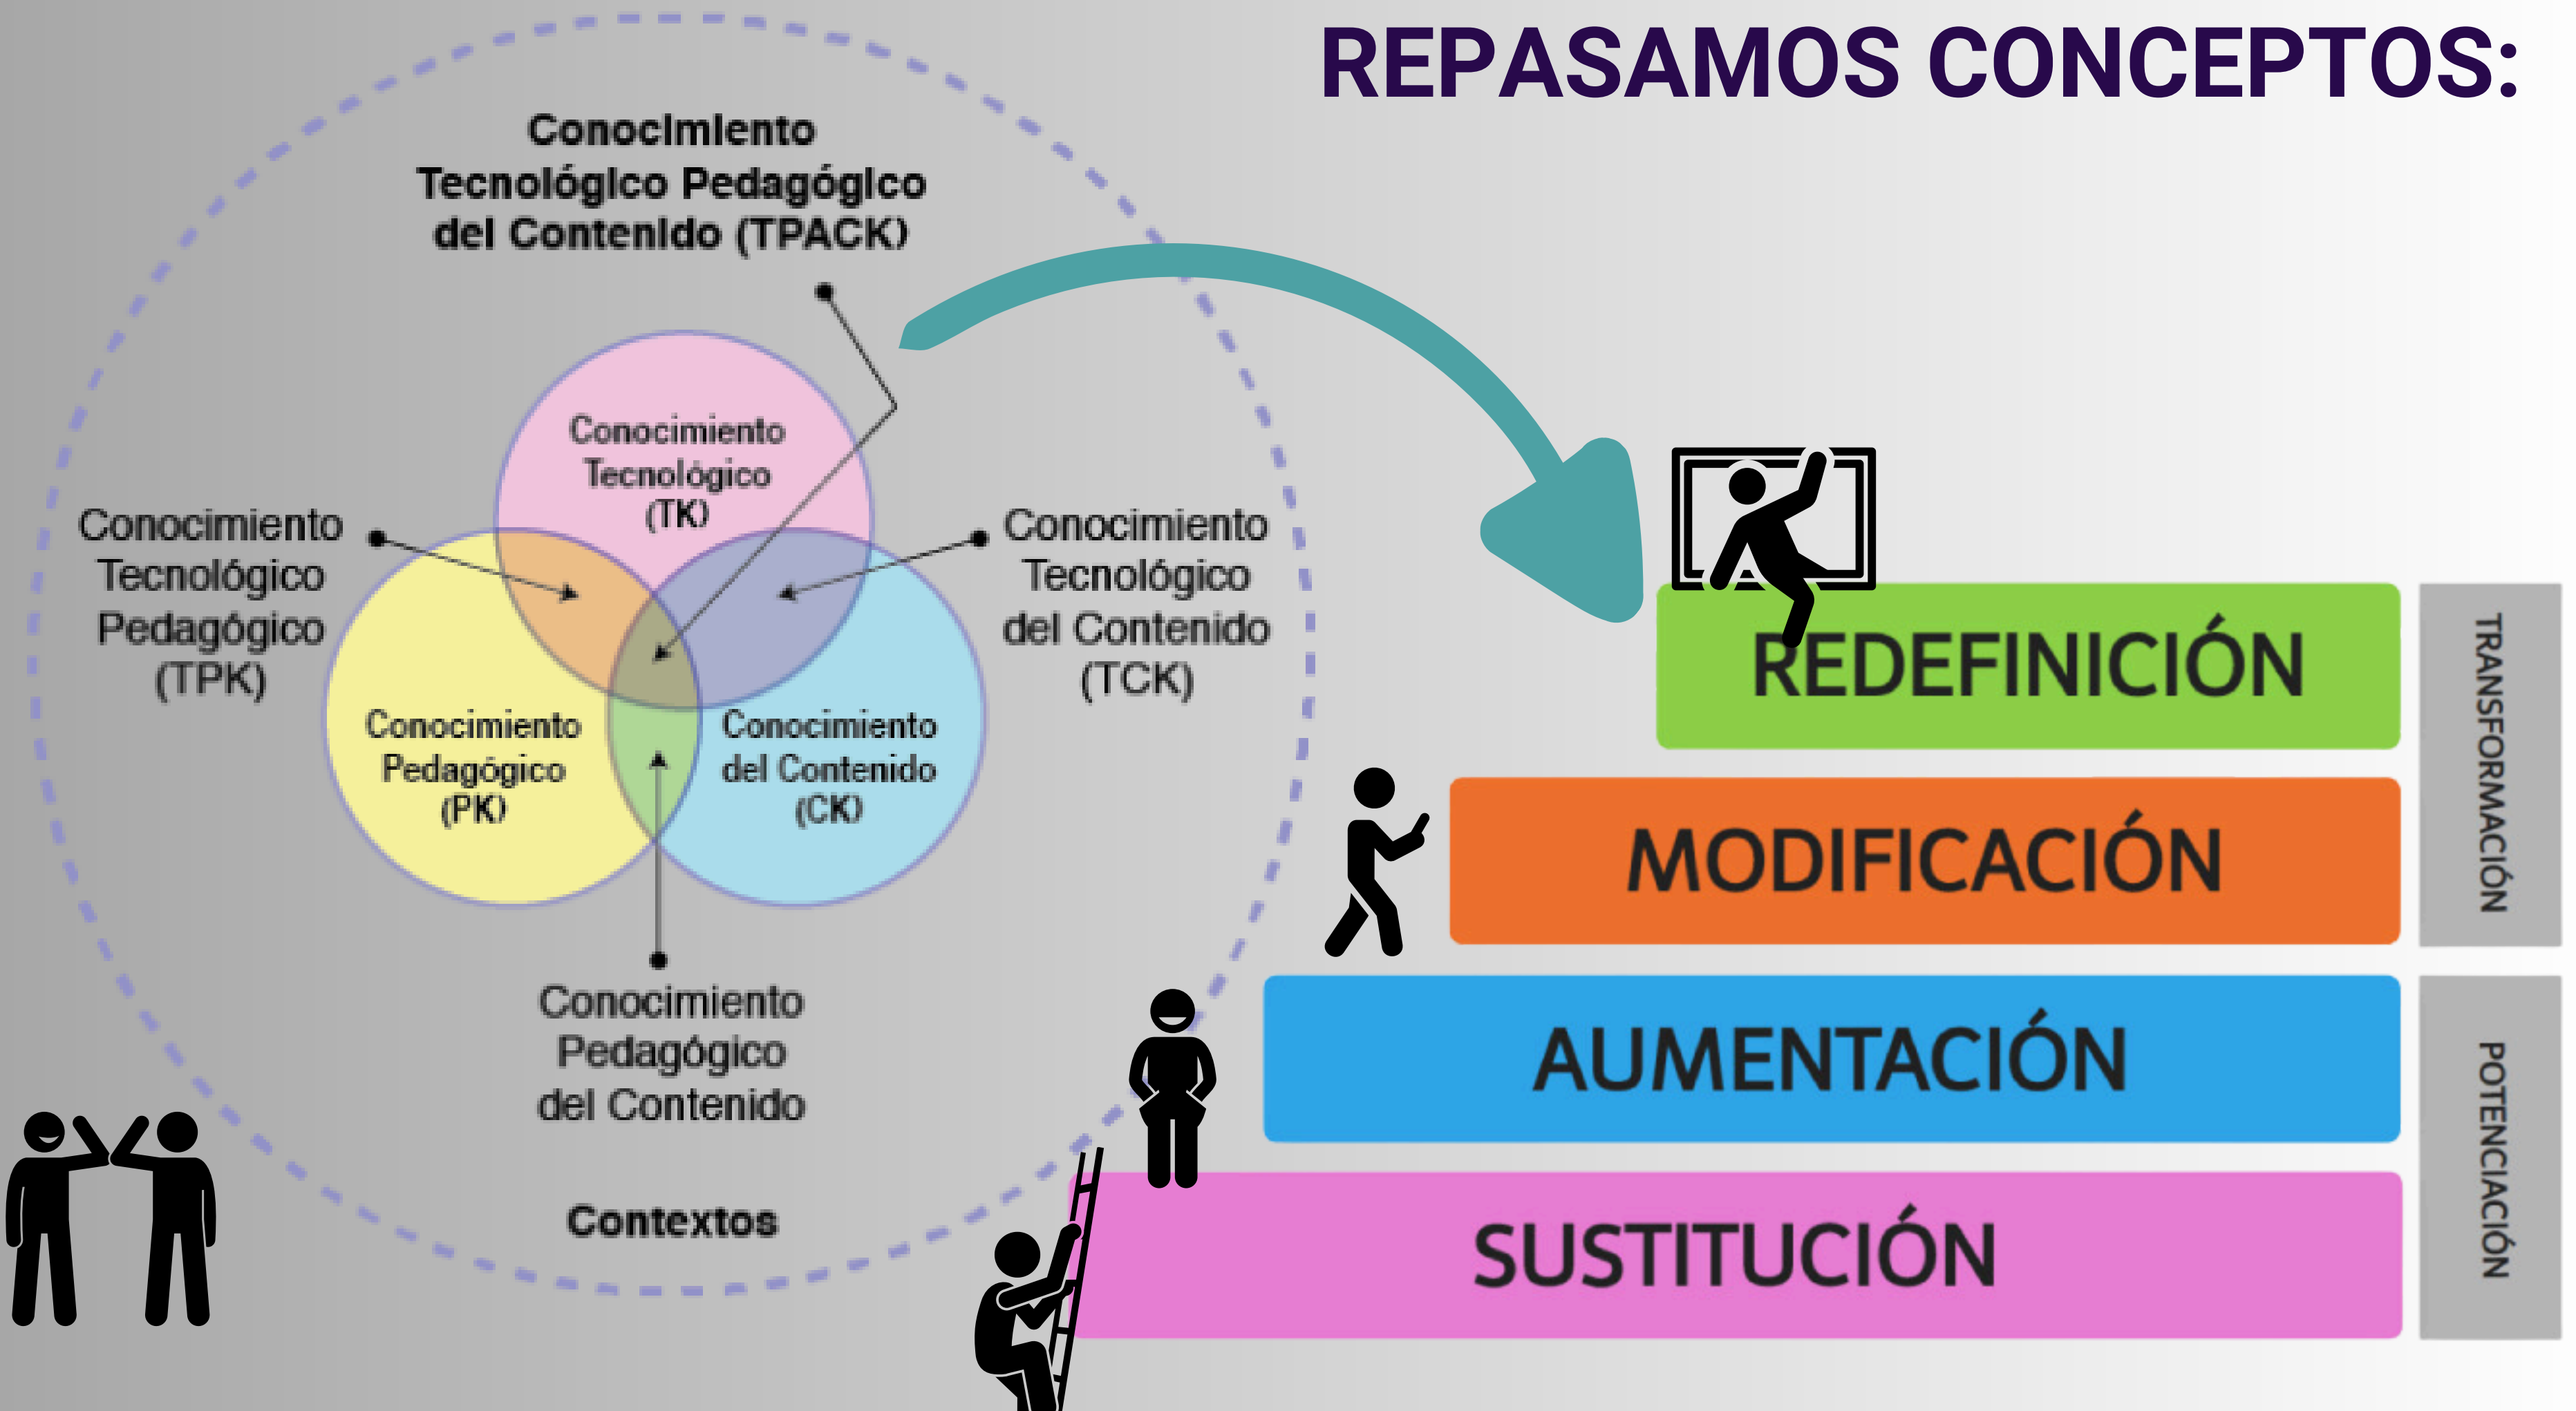 REPASAMOS CONCEPTOS:
Conocimiento
Tecnológico Pedagógico
del Contenido (TPACK)
Conocimiento
Tecnológico
(TK)
Conocimiento
Tecnológico
Pedagógico
(TPK)
Conocimiento
Tecnológico
del Contenido
(TCK)
Conocimiento
Pedagógico
(PK)
Conocimiento
del Contenido
(CK)
Conocimiento
Pedagógico
del Contenido
Contextos
REDEFINICIÓN
MODIFICACIÓN
AUMENTACIÓN
SUSTITUCIÓN
TRANSFORMACIÓN
POTENCIACIÓN